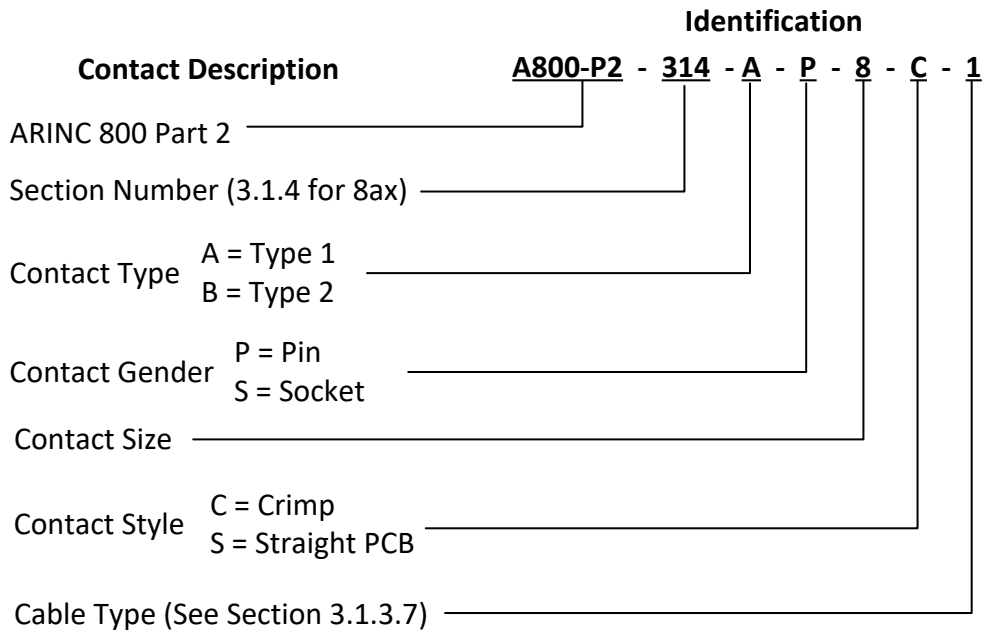 Identification
Contact Description A800-P2 - 314 - A - P - 8 - C - 1
ARINC 800 Part 2
Section Number (3.1.4 for 8ax)
A = Type 1
Contact Type
B = Type 2
P = Pin
Contact Gender
S = Socket
Contact Size
C = Crimp
Contact Style
S = Straight PCB
Cable Type (See Section 3.1.3.7)